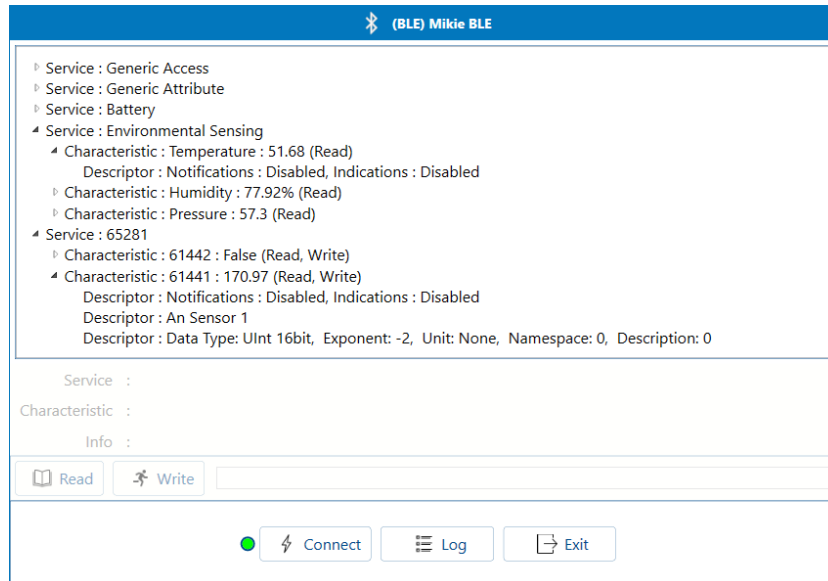 (BLE) Mikie BLE
Service : Generic Access
Service : Generic Attribute
Service : Battery
Service : Environmental Sensing
Characteristic : Temperature : 51.68 (Read)
Descriptor : Notifications : Disabled, Indications : Disabled
Characteristic : Humidity : 77.92% (Read)
Characteristic : Pressure : 57.3 (Read)
Service : 65281
Characteristic : 61442 : False (Read, Write)
Characteristic : 61441 : 170.97 (Read, Write)
Descriptor : Notifications : Disabled, Indications : Disabled
Descriptor : An Sensor 1
Descriptor : Data Type: UInt 16bit, Exponent: -2, Unit: None, Namespace: 0, Description: 0
Service :
Characteristic :
Info :
Read Write
Connect Log Exit